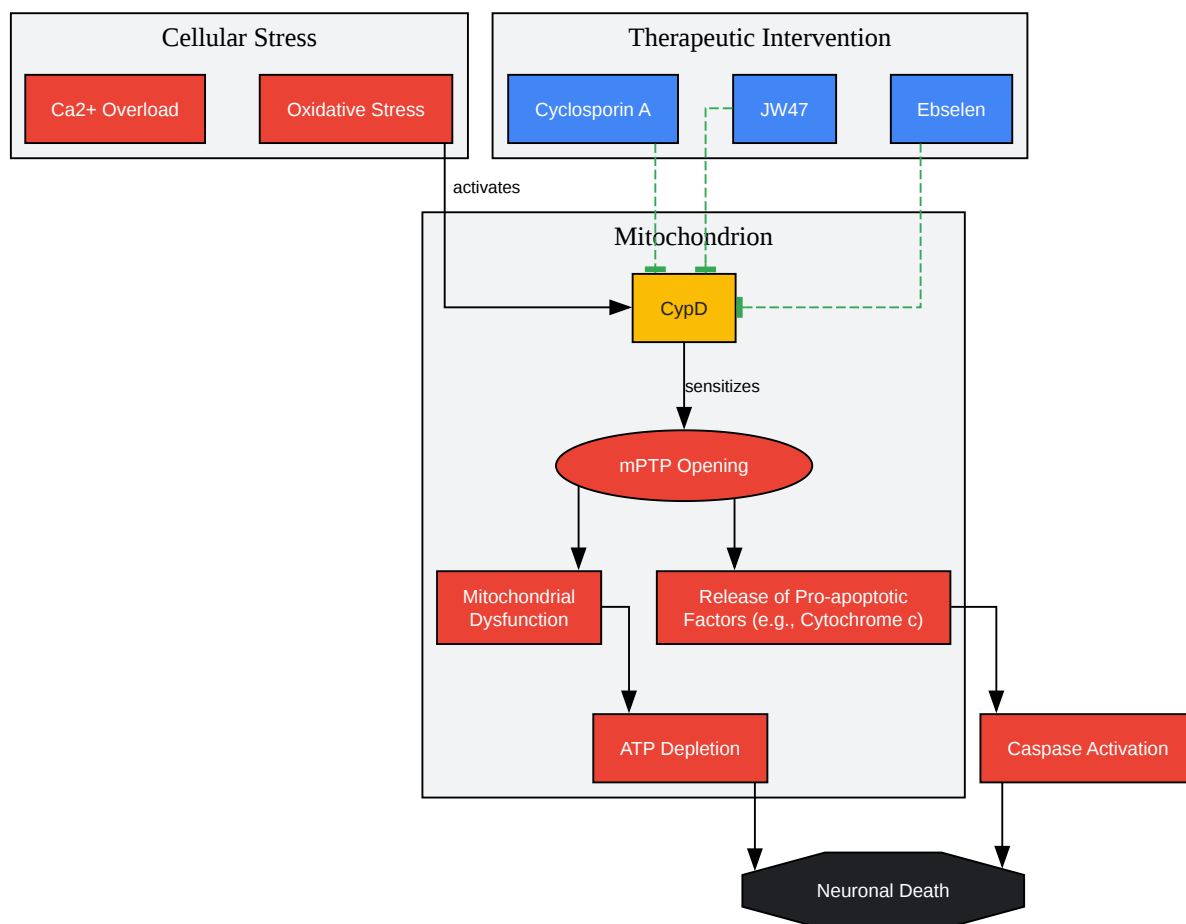 Cellular Stress
Therapeutic Intervention
Ca2+ Overload
Oxidative Stress
Cyclosporin A
JW47
Ebselen
activates
Mitochondrion
CypD
sensitizes
mPTP Opening
Mitochondrial
Dysfunction
Release of Pro-apoptotic
Factors (e.g., Cytochrome c)
ATP Depletion
Caspase Activation
Neuronal Death